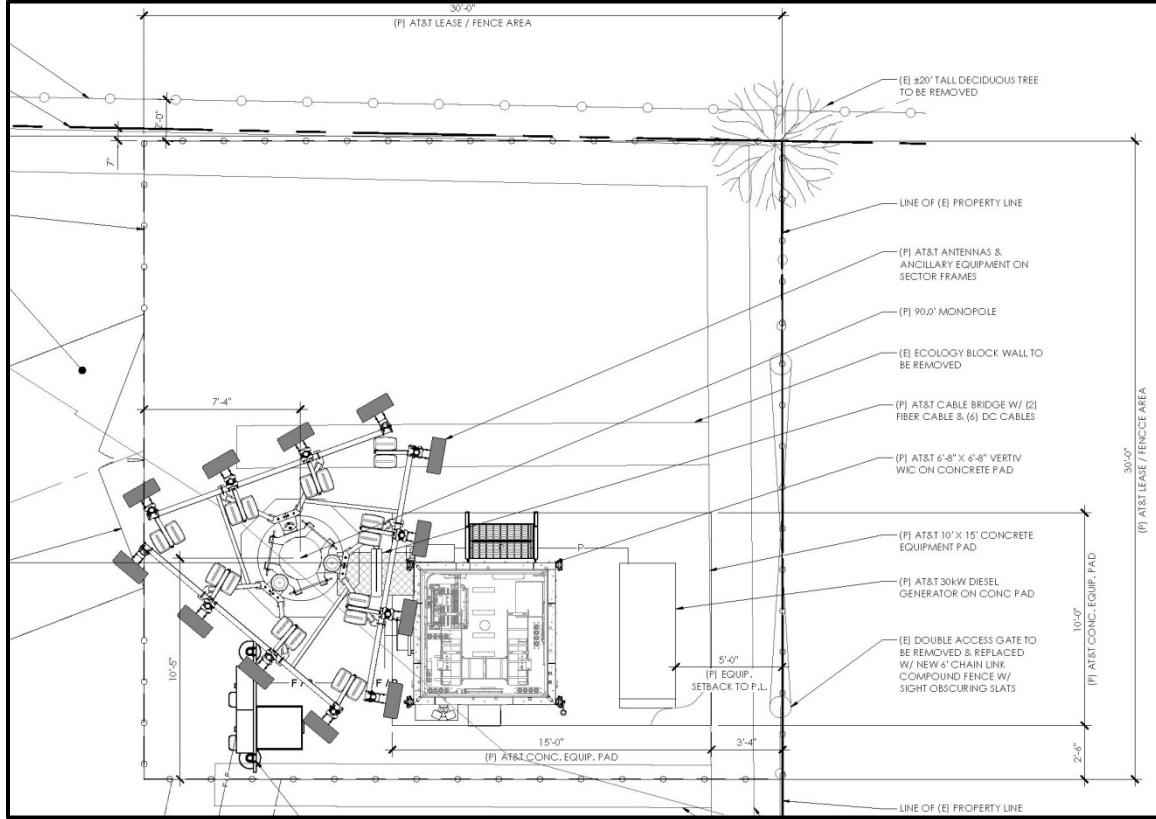 30'-0"
(P) AT&T LEASE / FENCE AREA
(E) ±20' TALL DECIDUOUS TREE
TO BE REMOVED
2'-0"
7"
LINE OF (E) PROPERTY LINE
(P) AT&T ANTENNAS &
ANCILLARY EQUIPMENT ON
SECTOR FRAMES
(P) 90.0' MONOPOLE
(E) ECOLOGY BLOCK WALL TO
BE REMOVED
7'-4"
(P) AT&T CABLE BRIDGE W/ (2)
FIBER CABLE & (6) DC CABLES
(P) AT&T 6'-8" X 6'-8" VERTIV
WIC ON CONCRETE PAD
30'-0"
(P) AT&T LEASE / FENCCE AREA
P
(P) AT&T 10' X 15' CONCRETE
EQUIPMENT PAD
(P) AT&T 30kW DIESEL
GENERATOR ON CONC PAD
10'-0"
(P) AT&T CONC. EQUIP. PAD
(E) DOUBLE ACCESS GATE TO
BE REMOVED & REPLACED
W/ NEW 6' CHAIN LINK
COMPOUND FENCE W/
SIGHT OBSCURING SLATS
5'-0"
(P) EQUIP.
SETBACK TO P.L.
10'-5"
F/P
15'-0"
(P) AT&T CONC. EQUIP. PAD
3'-4"
2'-6"
F/P
LINE OF (E) PROPERTY LINE